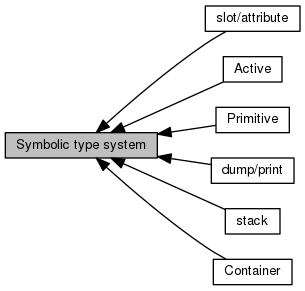 slot/attribute
Active
Primitive
Symbolic type system
dump/print
stack
Container